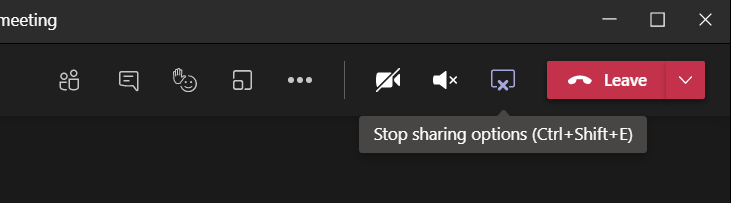 meeting
Leave
Stop sharing options (Ctrl+Shift+E)